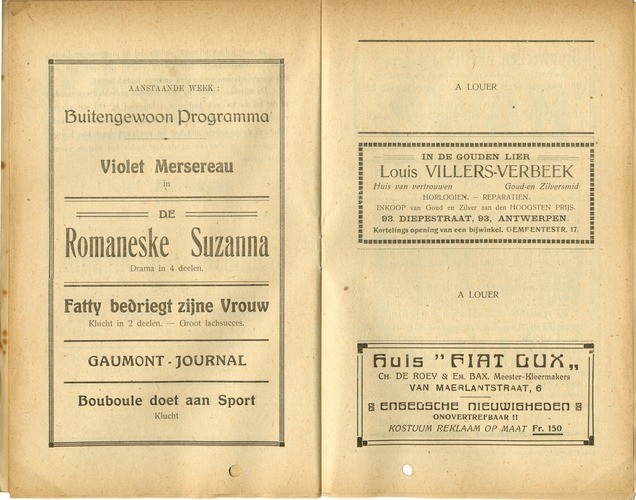 AANSTAANDE WEEK :
Buitengewoon Programma
Violet Mersereau
in
DE
Romaneske Suzanna
Drama in 4 deelen.
Fatty bedriegt zijne Vrouw
Klucht in 2 deelen. — Groot lachsucces.
GAUMONT - JOURNAL
Bouboule doet aan Sport
Klucht
A LOUER
IN DE GOUDEN LIER
Louis VILLERS-VERBEEK
Huis van vertrouwen Goud-en Zilversmid
HORLOGIEN. – REPARATIEN.
INKOOP van Goud en Zilver aan den HOOGSTEN PRIJS.
93, DIEPESTRAAT, 93, ANTWERPEN.
Kortelings opening van een bijwinkel. GEMEENTESTR. 17.
A LOUER
Huis " FIAT LUX „
CH. DE ROEY & EM. BAX, Meester-Kleermakers
VAN MAERLANTSTRAAT, 6
ENGELSCHE NIEUWIGHEDEN
ONOVERTREFBAAR !!
KOSTUUM REKLAAM OP MAAT Fr. 150